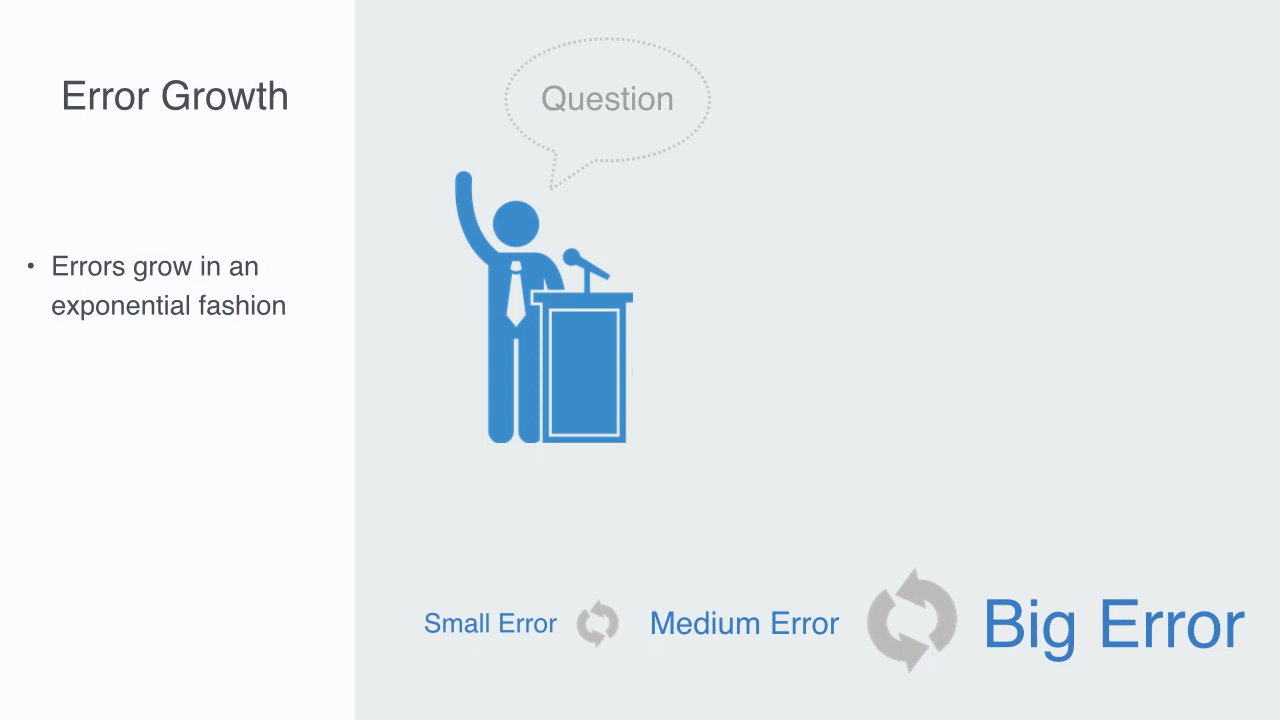 Error Growth
• Errors grow in an
exponential fashion
Question
Small Error
Medium Error
Big Error